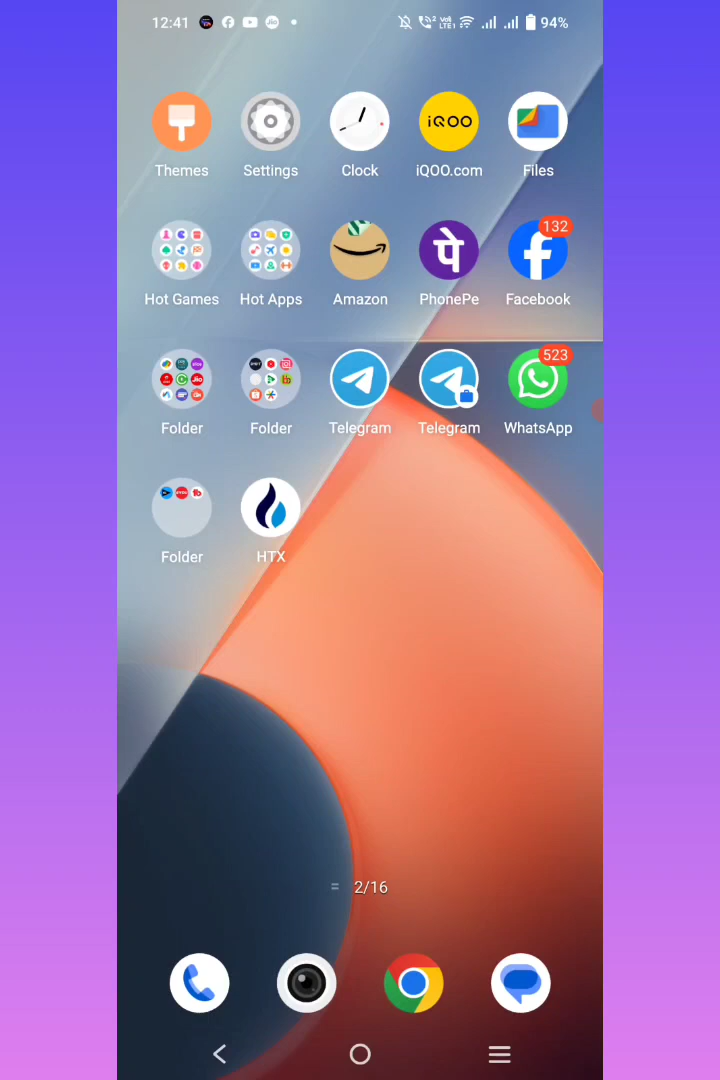 12:41 94%
Themes Settings Clock iQOO.com Files
iQOO
132
Hot Games Hot Apps Amazon PhonePe Facebook
पे
523
Folder Folder Telegram Telegram WhatsApp
Folder HTX
2/16